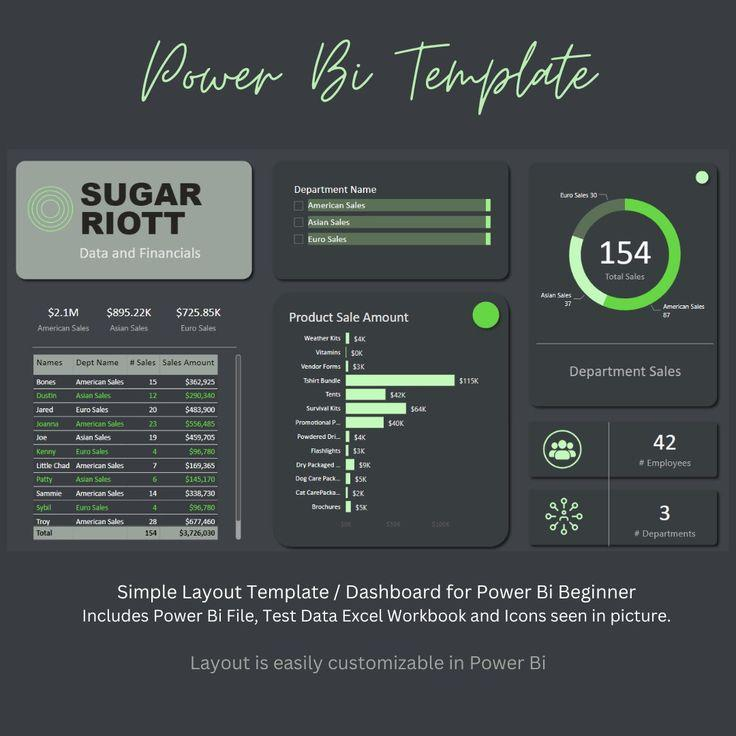 Power Bi Template
SUGAR
RIOTT
Data and Financials
Department Name
American Sales
Asian Sales
Euro Sales
Euro Sales 30
154
Total Sales
Asian Sales
37
American Sales
87
Department Sales
$2.1M $895.22K $725.85K
American Sales Asian Sales Euro Sales
Names Dept Name # Sales Sales Amount
Bones American Sales 15 $362,925
Dustin Asian Sales 12 $290,340
Jared Euro Sales 20 $483,900
Joanna American Sales 23 $556,485
Joe Asian Sales 19 $459,705
Kenny Euro Sales 4 $96,780
Little Chad American Sales 7 $169,365
Patty Asian Sales 6 $145,170
Sammie American Sales 14 $338,730
Sybil Euro Sales 4 $96,780
Troy American Sales 28 $677,460
Total 154 $3,726,030
Product Sale Amount
Weather Kits $4K
Vitamins $0K
Vendor Forms $3K
Tshirt Bundle $115K
Tents $42K
Survival Kits $64K
Promotional P... $40K
Powdered Dri... $4K
Flashlights $3K
Dry Packaged ... $9K
Dog Care Pack... $5K
Cat CarePacka... $2K
Brochures $5K
$0K $50K $100K
42
# Employees
3
# Departments
Simple Layout Template / Dashboard for Power Bi Beginner
Includes Power Bi File, Test Data Excel Workbook and Icons seen in picture.
Layout is easily customizable in Power Bi